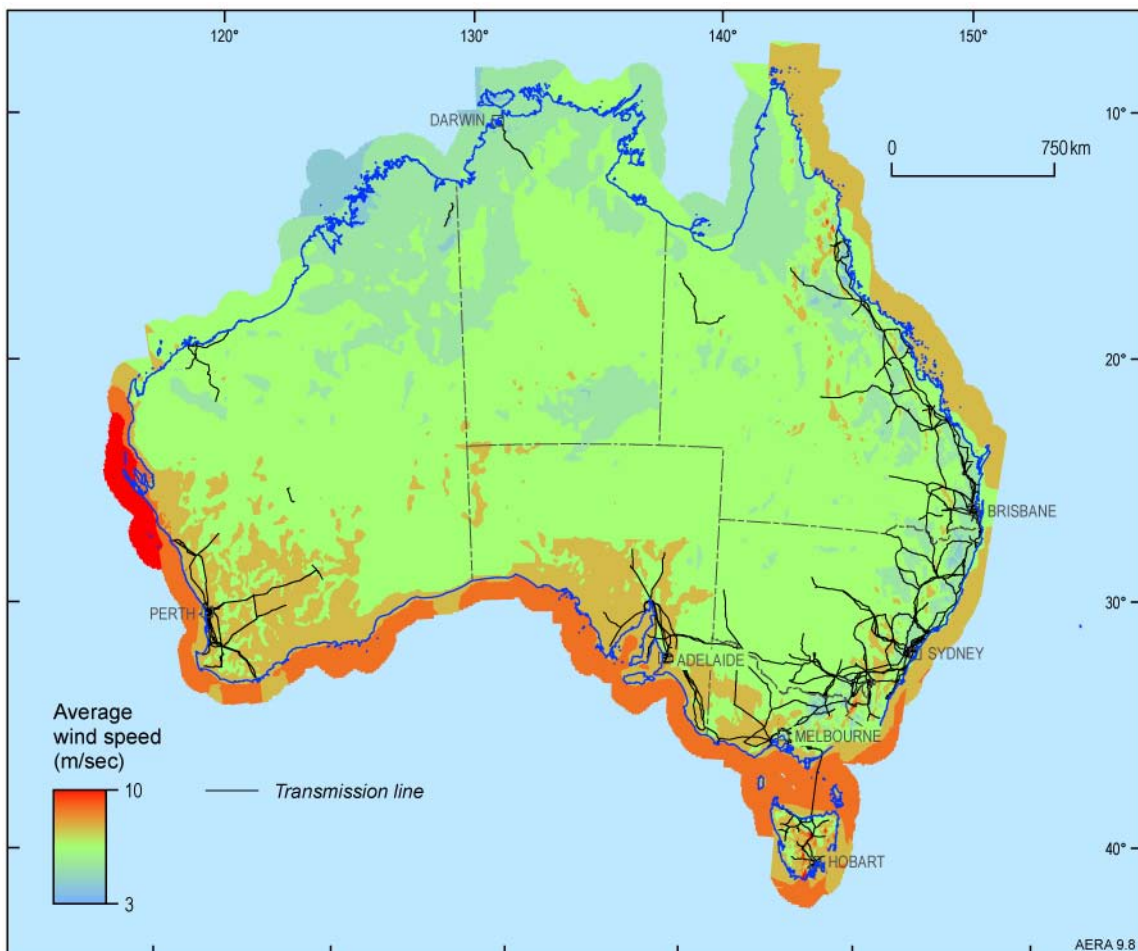 120° 130° 140° 150°
DARWIN
10°
0 750 km
20°
BRISBANE
PERTH
30°
ADELAIDE
SYDNEY
MELBOURNE
Average
wind speed
(m/sec)
10
Transmission line
3
40°
HOBART
AERA 9.6